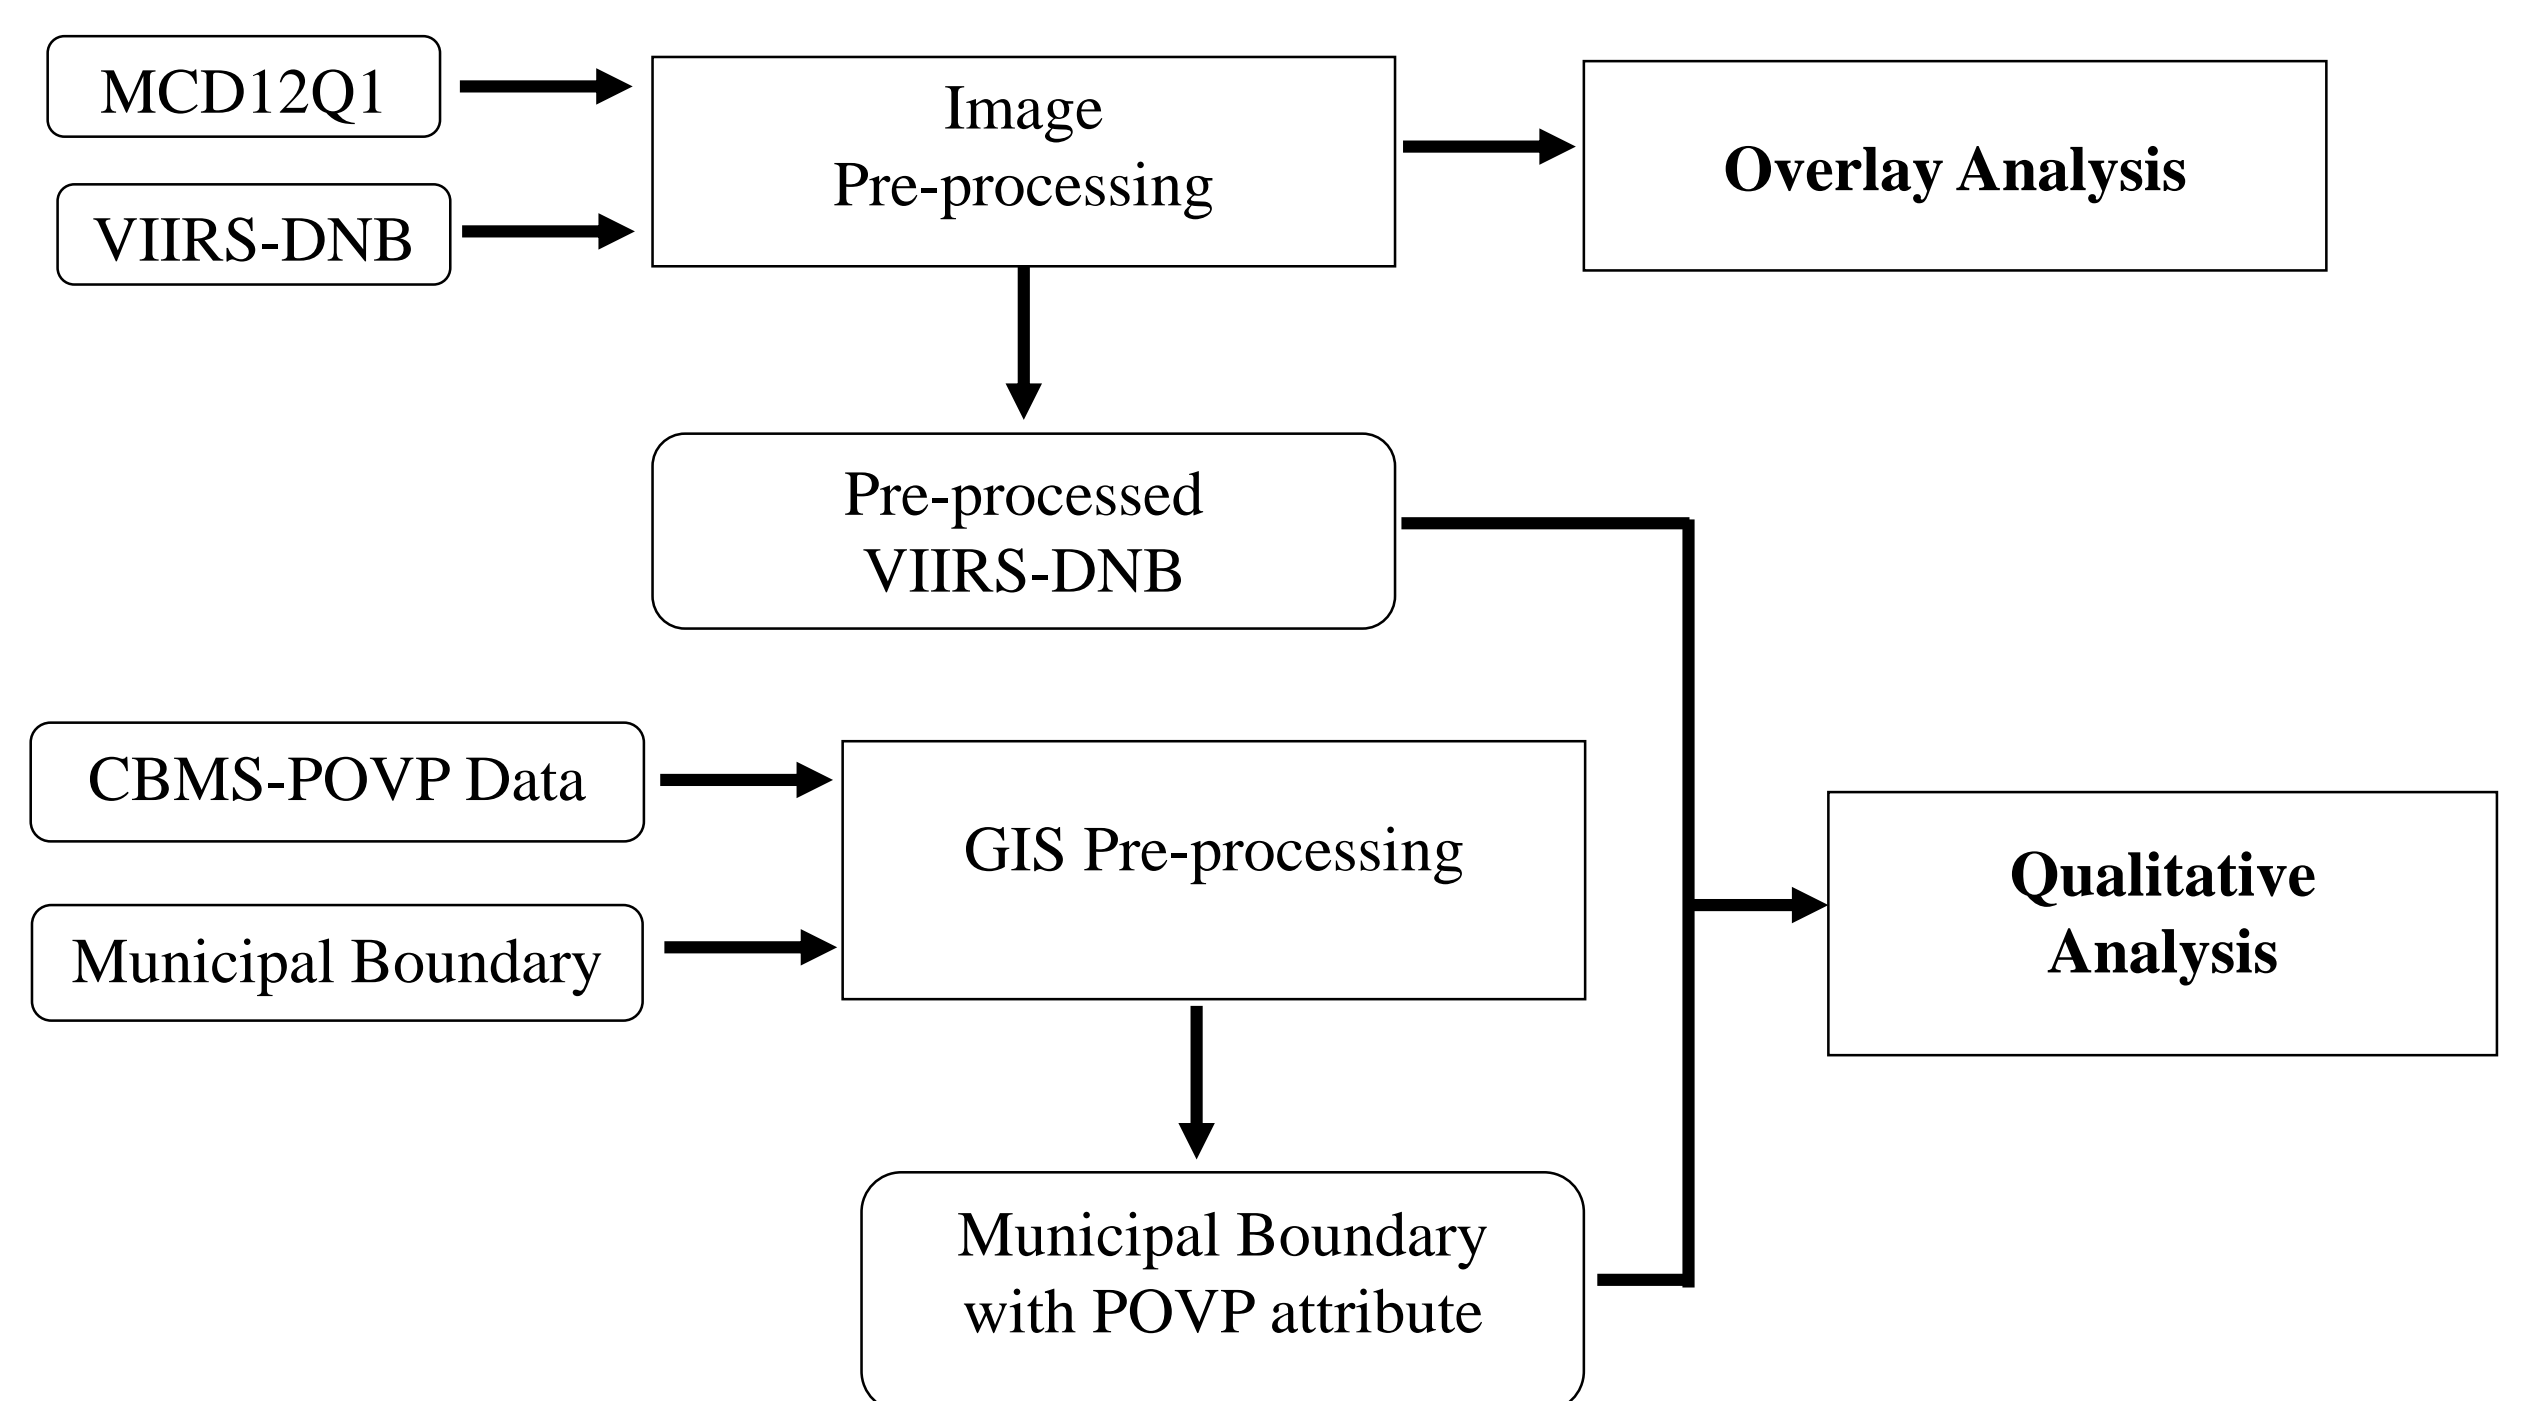 MCD12Q1
VIIRS-DNB
Image
Pre-processing
Overlay Analysis
Pre-processed
VIIRS-DNB
CBMS-POVP Data
Municipal Boundary
GIS Pre-processing
Qualitative
Analysis
Municipal Boundary
with POVP attribute